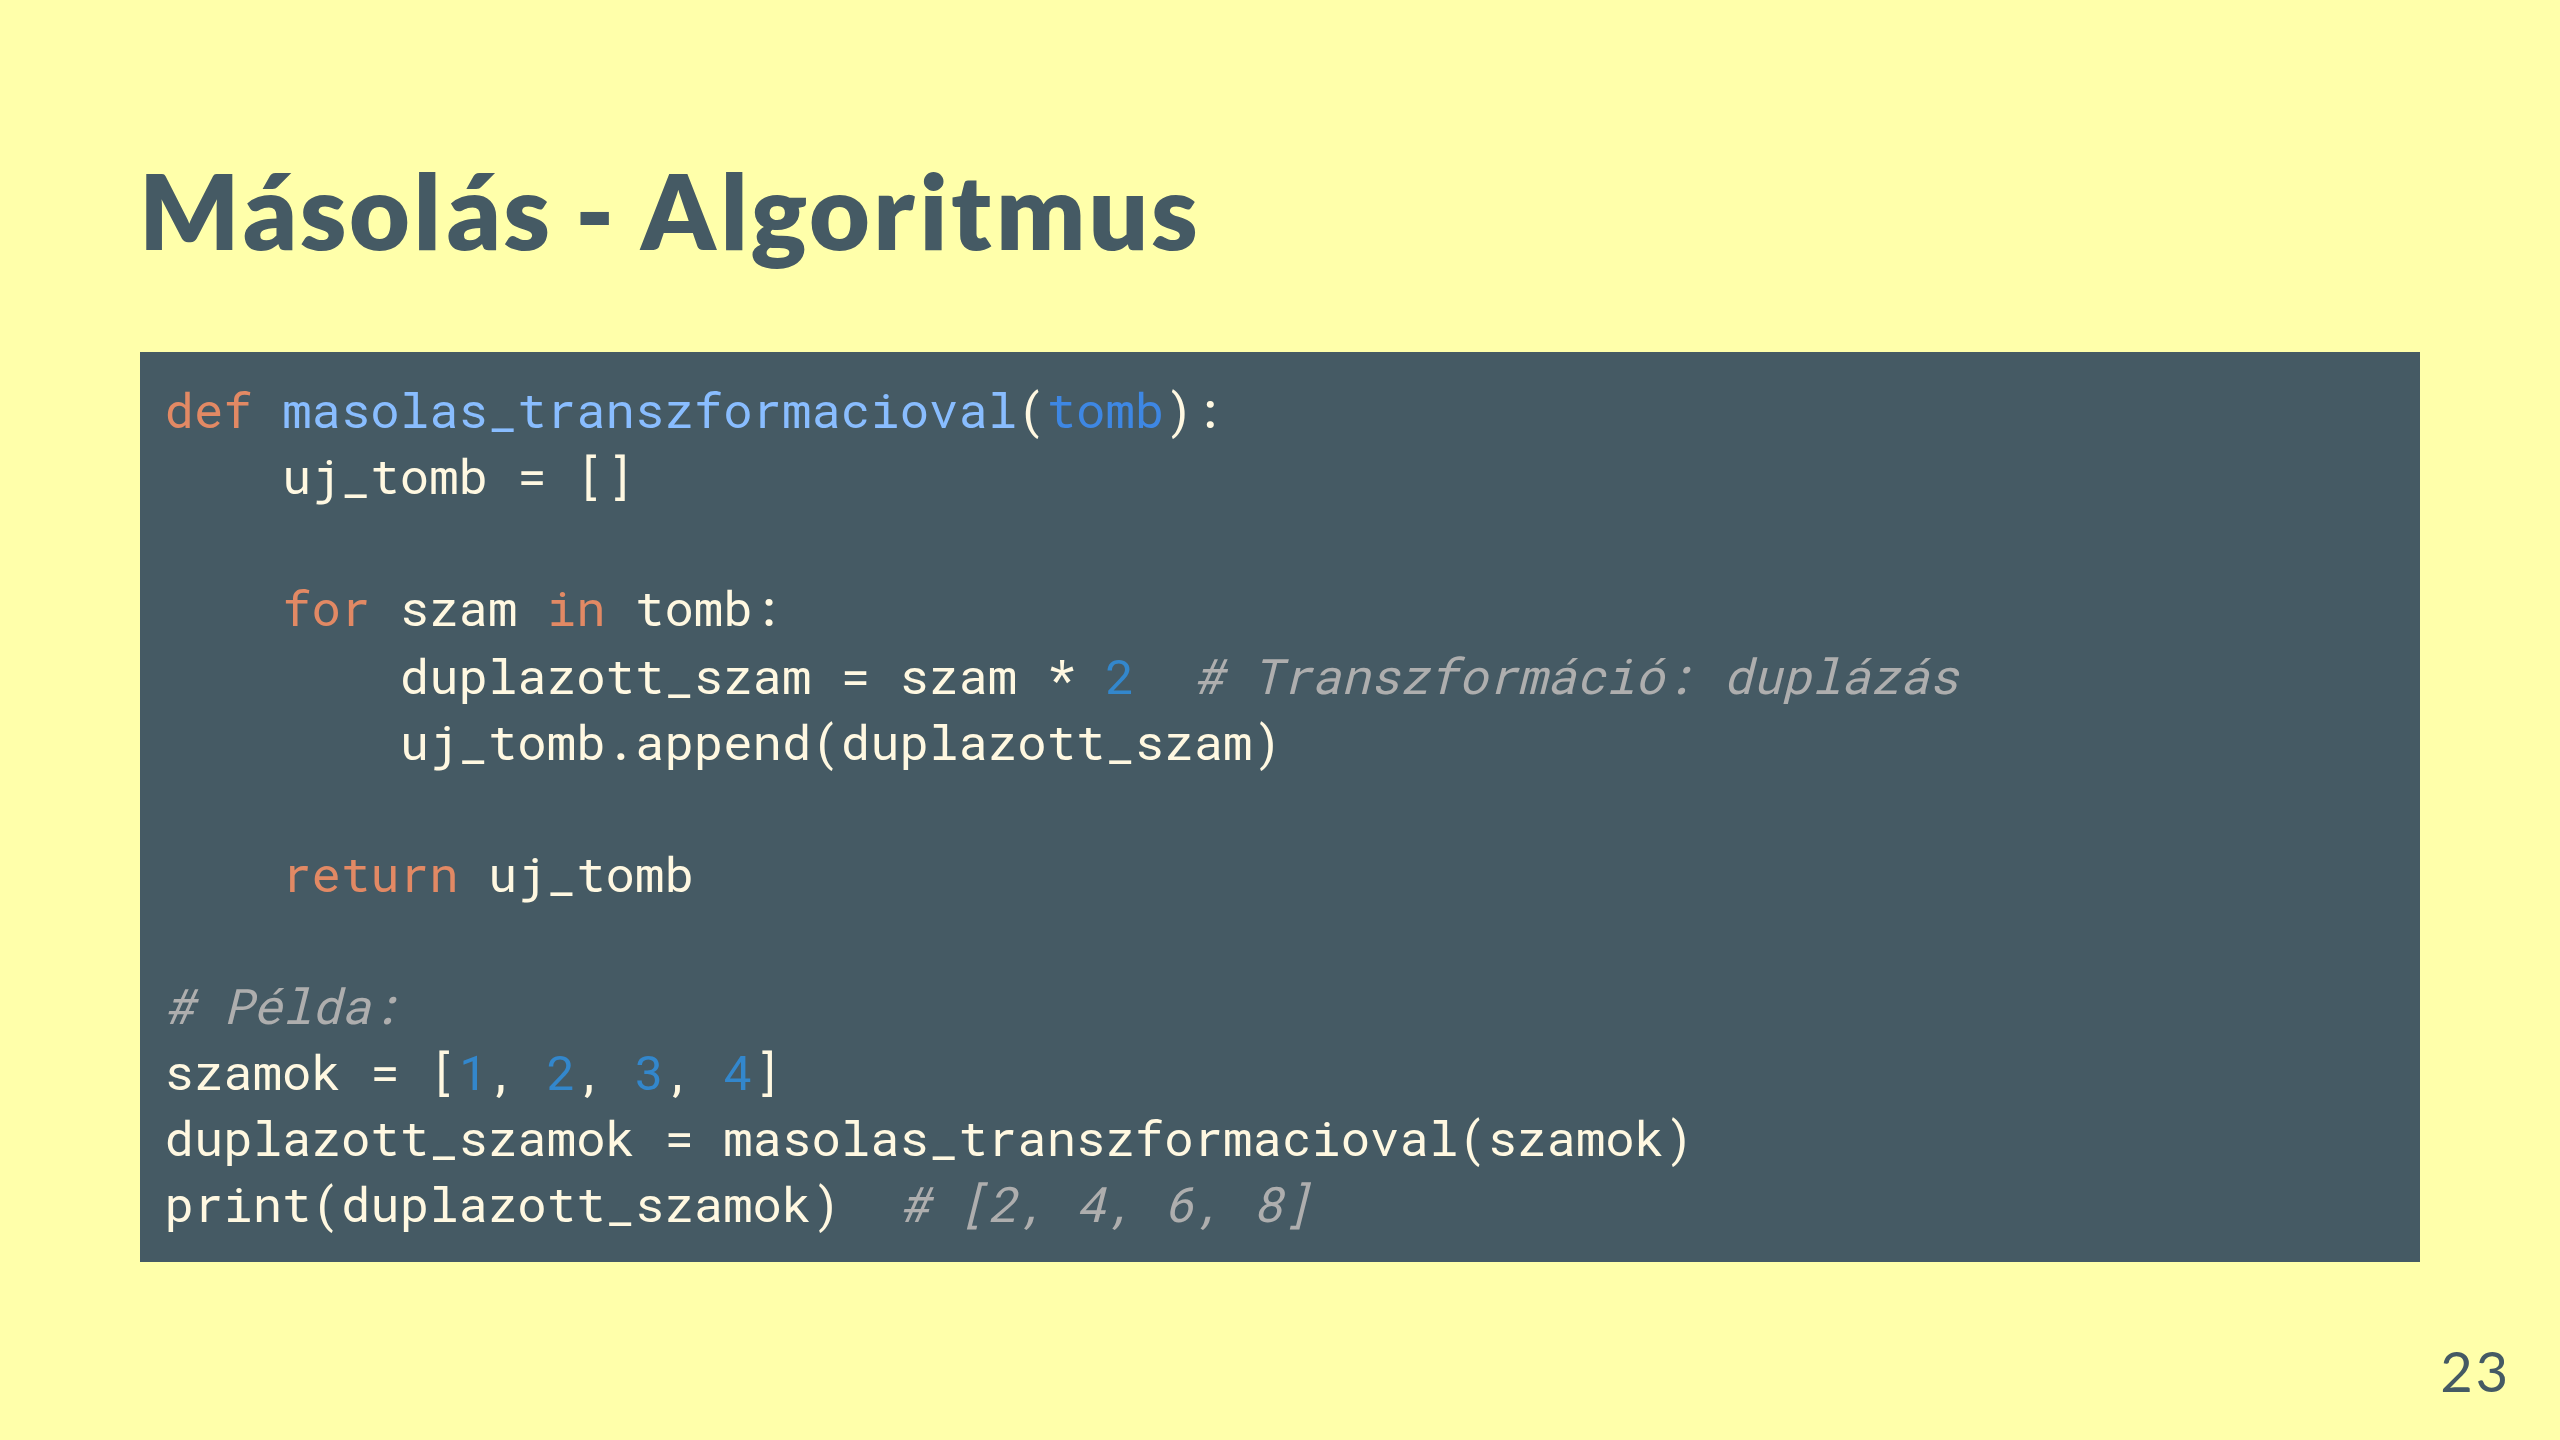 Másolás - Algoritmus
def masolas_transzformacioval(tomb):
    uj_tomb = []
    for szam in tomb:
        duplazott_szam = szam * 2  # Transzformáció: duplázás
        uj_tomb.append(duplazott_szam)
    return uj_tomb
# Példa:
szamok = [1, 2, 3, 4]
duplazott_szamok = masolas_transzformacioval(szamok)
print(duplazott_szamok)  # [2, 4, 6, 8]
23